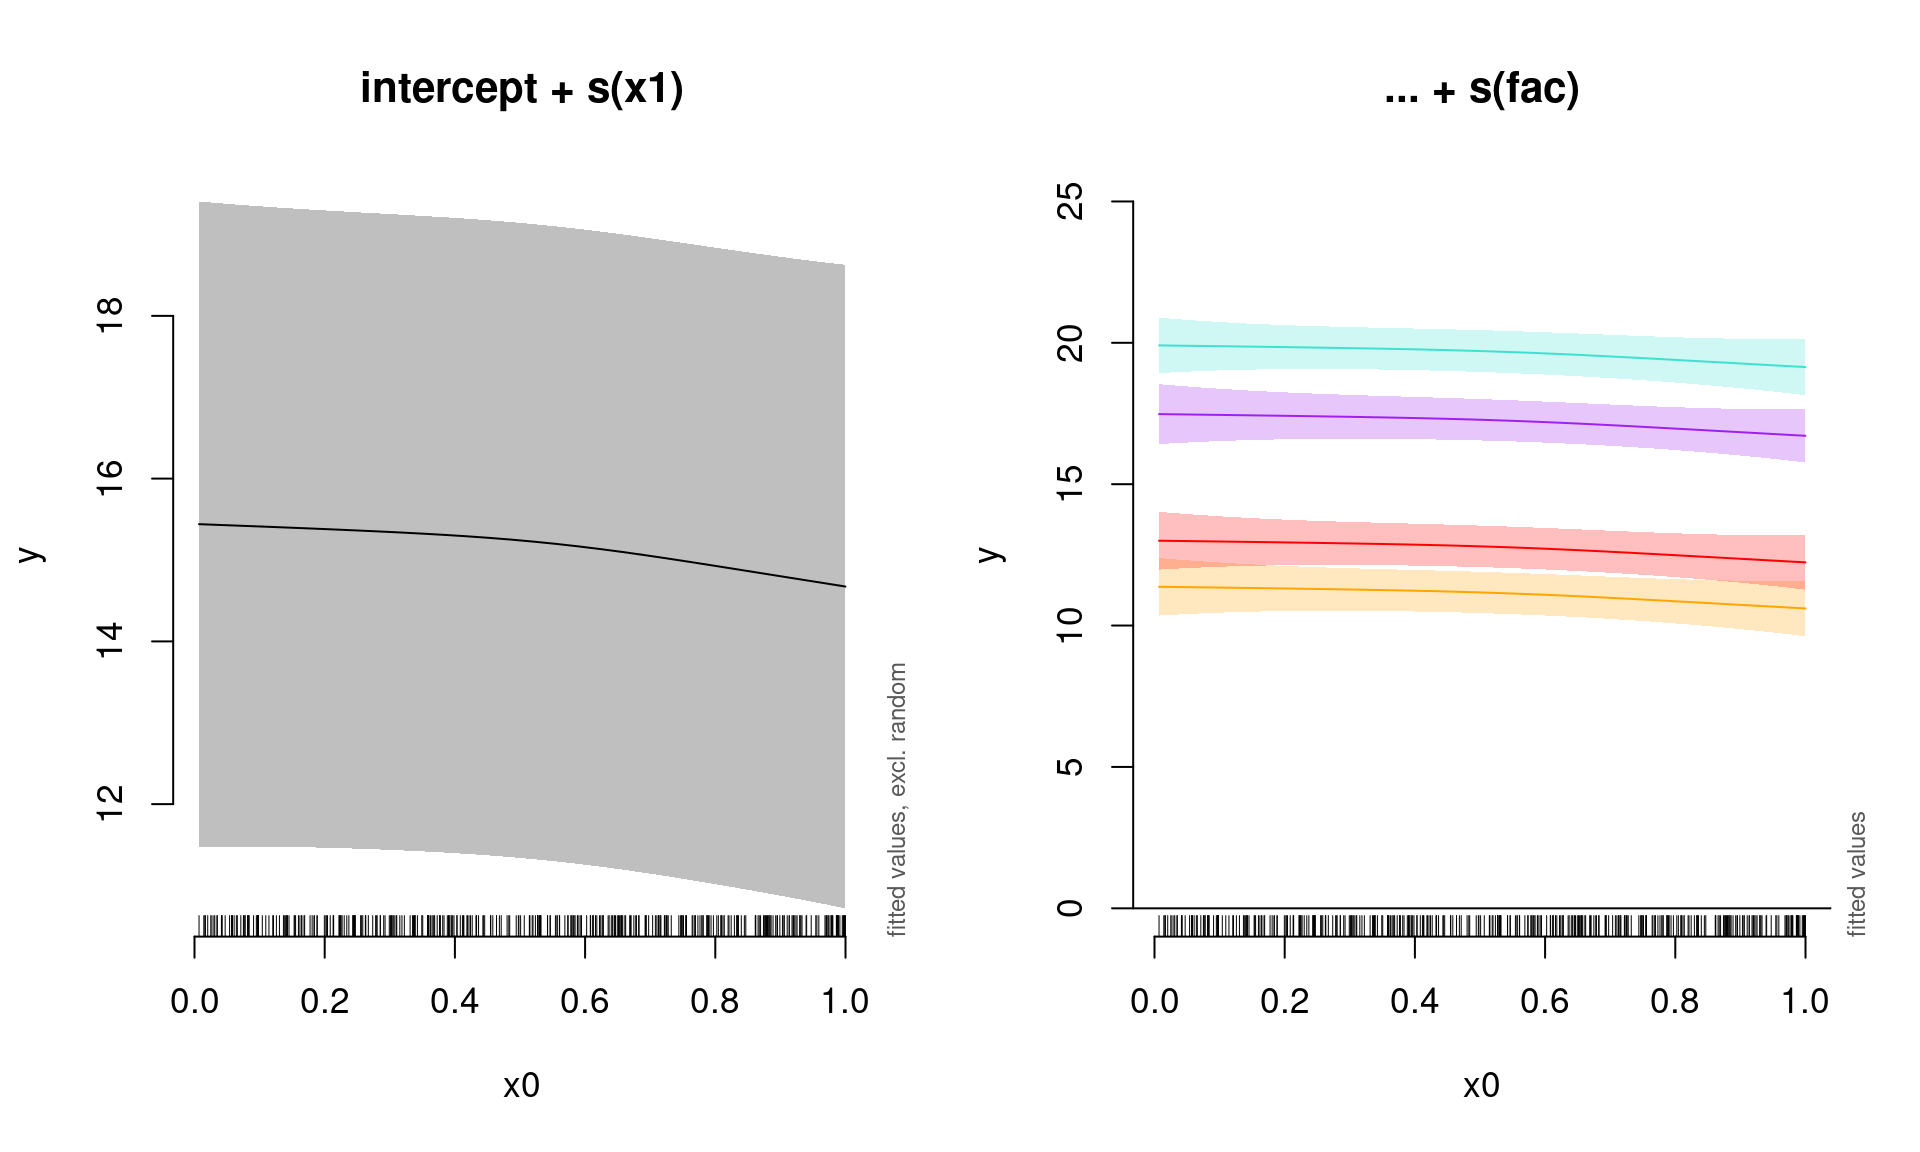 intercept + s(x1)
y
18
16
14
12
0.0 0.2 0.4 0.6 0.8 1.0
x0
fitted values, excl. random
... + s(fac)
y
25
20
15
10
5
0
0.0 0.2 0.4 0.6 0.8 1.0
x0
fitted values